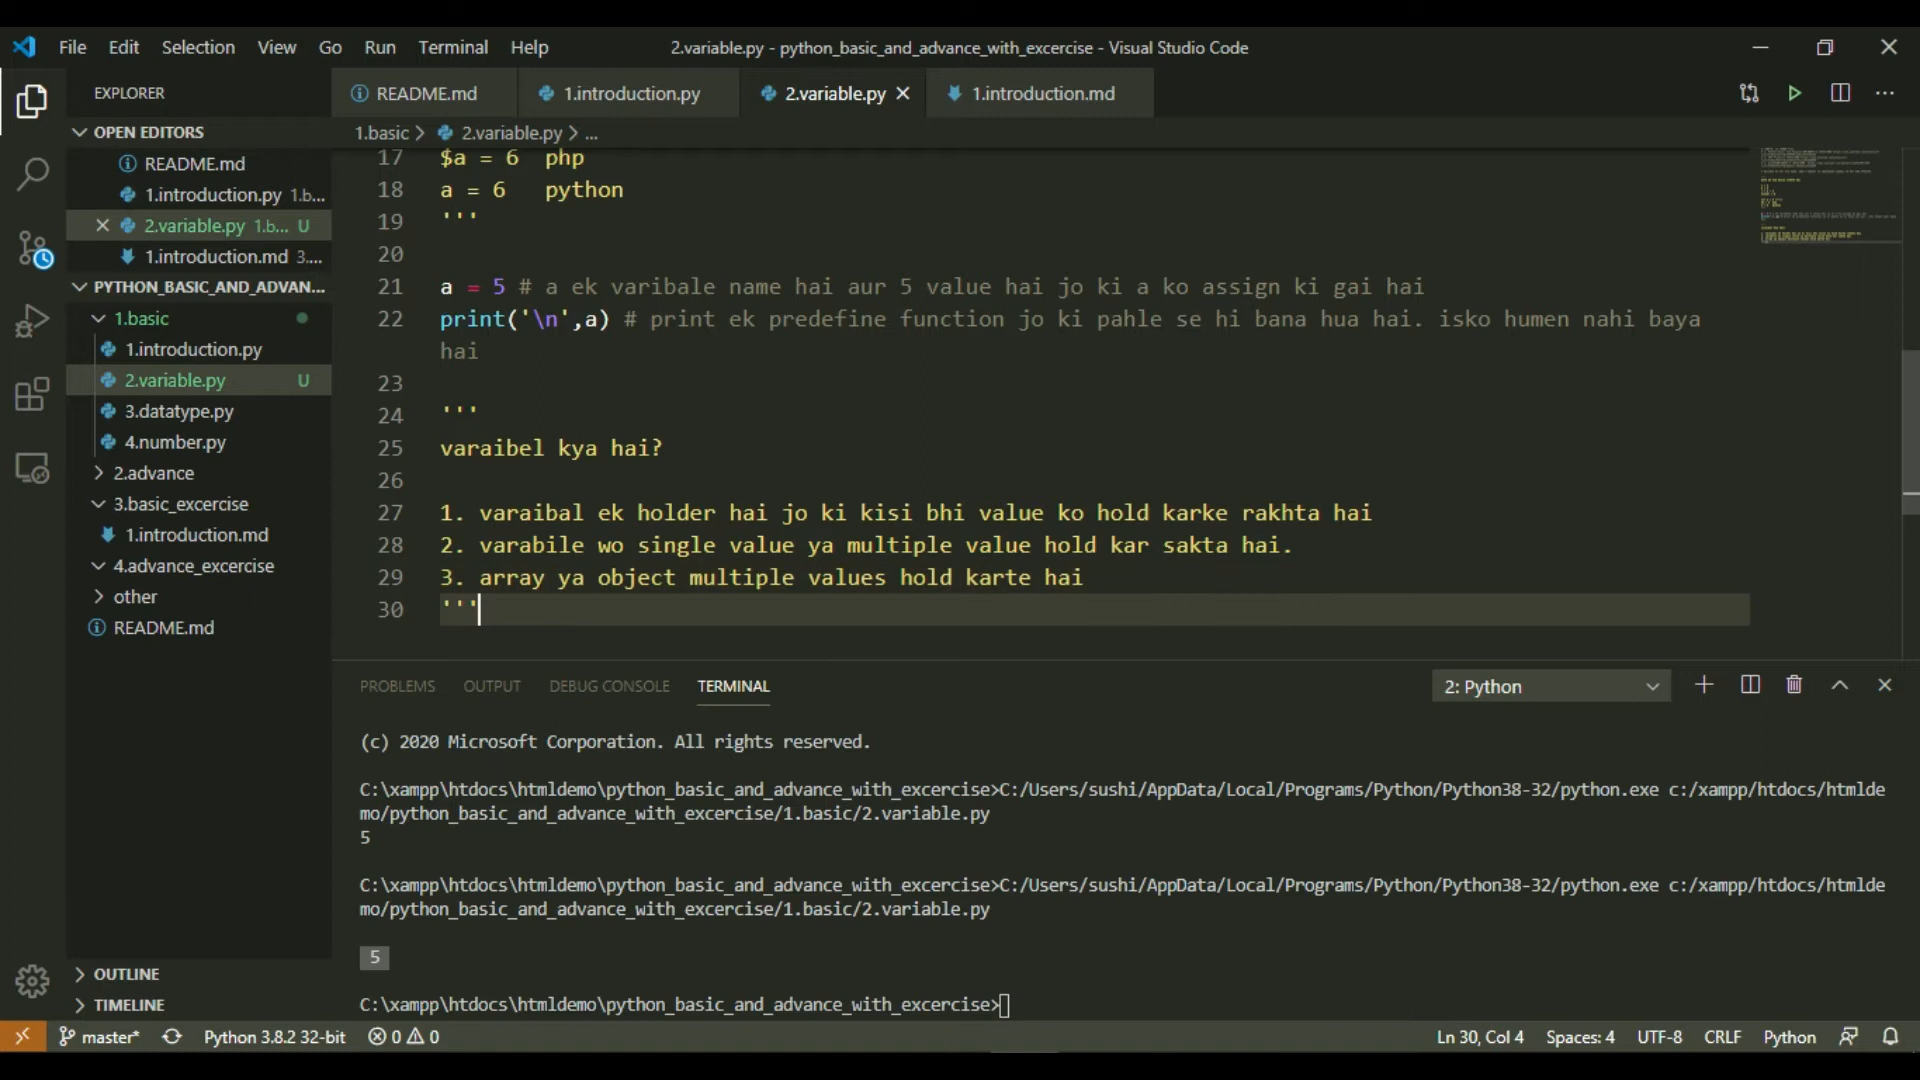 File Edit Selection View Go Run Terminal Help
2.variable.py - python_basic_and_advance_with_excercise - Visual Studio Code
EXPLORER
OPEN EDITORS
README.md
1.introduction.py 1.b...
2.variable.py 1.b... U
1.introduction.md 3....
PYTHON_BASIC_AND_ADVAN...
1.basic
1.introduction.py
2.variable.py U
3.datatype.py
4.number.py
2.advance
3.basic_excercise
1.introduction.md
4.advance_excercise
other
README.md
OUTLINE
TIMELINE
README.md 1.introduction.py 2.variable.py 1.introduction.md
1.basic > 2.variable.py > ...
17 $a = 6 php
18 a = 6 python
19 '''
20
21 a = 5 # a ek varibale name hai aur 5 value hai jo ki a ko assign ki gai hai
22 print('\n',a) # print ek predefine function jo ki pahle se hi bana hua hai. isko humen nahi baya
hai
23
24 '''
25 varaibel kya hai?
26
27 1. varaibal ek holder hai jo ki kisi bhi value ko hold karke rakhta hai
28 2. varabile wo single value ya multiple value hold kar sakta hai.
29 3. array ya object multiple values hold karte hai
30 '''
PROBLEMS OUTPUT DEBUG CONSOLE TERMINAL 2: Python
(c) 2020 Microsoft Corporation. All rights reserved.
C:\xampp\htdocs\htmldemo\python_basic_and_advance_with_excercise>C:/Users/sushi/AppData/Local/Programs/Python/Python38-32/python.exe c:/xampp/htdocs/htmlde
mo/python_basic_and_advance_with_excercise/1.basic/2.variable.py
5
C:\xampp\htdocs\htmldemo\python_basic_and_advance_with_excercise>C:/Users/sushi/AppData/Local/Programs/Python/Python38-32/python.exe c:/xampp/htdocs/htmlde
mo/python_basic_and_advance_with_excercise/1.basic/2.variable.py
5
C:\xampp\htdocs\htmldemo\python_basic_and_advance_with_excercise>
master* Python 3.8.2 32-bit 0 0 Ln 30, Col 4 Spaces: 4 UTF-8 CRLF Python